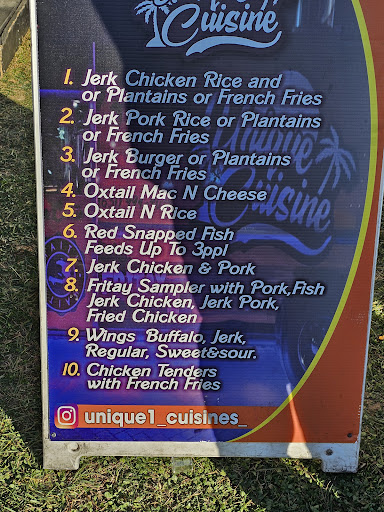 Cuisine
1. Jerk Chicken Rice and
or Plantains or French Fries
2. Jerk Pork Rice or Plantains
or French Fries
3. Jerk Burger or Plantains
or French Fries
4. Oxtail Mac N Cheese
5. Oxtail N Rice
6. Red Snapped Fish
Feeds Up To 3ppl
7. Jerk Chicken & Pork
8. Fritay Sampler with Pork,Fish
Jerk Chicken, Jerk Pork,
Fried Chicken
9. Wings Buffalo, Jerk,
Regular, Sweet&sour.
10. Chicken Tenders
with French Fries
unique1_cuisines_
Cuisine